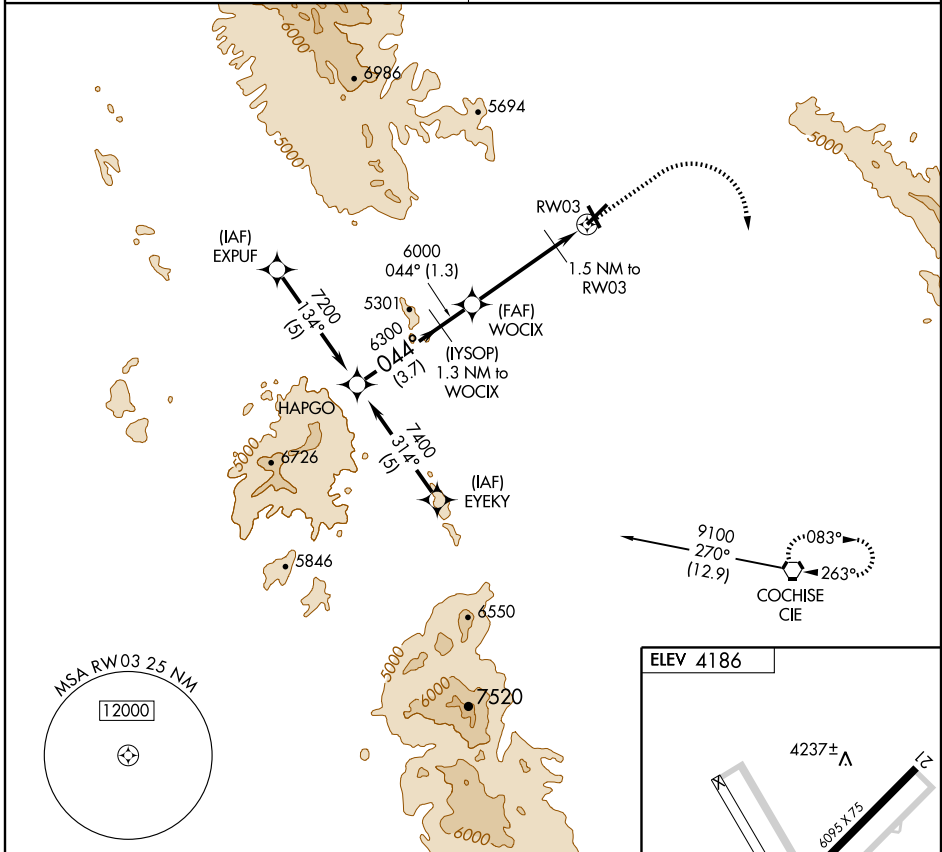 6000
6986
5694
5000
5000
RW03
(IAF)
EXPUF
6000
044° (1.3)
1.5 NM to
RW03
7200
134°
(5)
5301
(FAF)
WOCIX
6300
044°
(3.7)
(IYSOP)
1.3 NM to
WOCIX
HAPGO
5000
6726
7400
314°
(5)
(IAF)
EYEKY
9100
270°
(12.9)
083°
263°
COCHISE
CIE
5846
6550
5000
6000
7520
6000
MSA RW03 25 NM
12000
ELEV 4186
4237±
21
6095 X 75
X